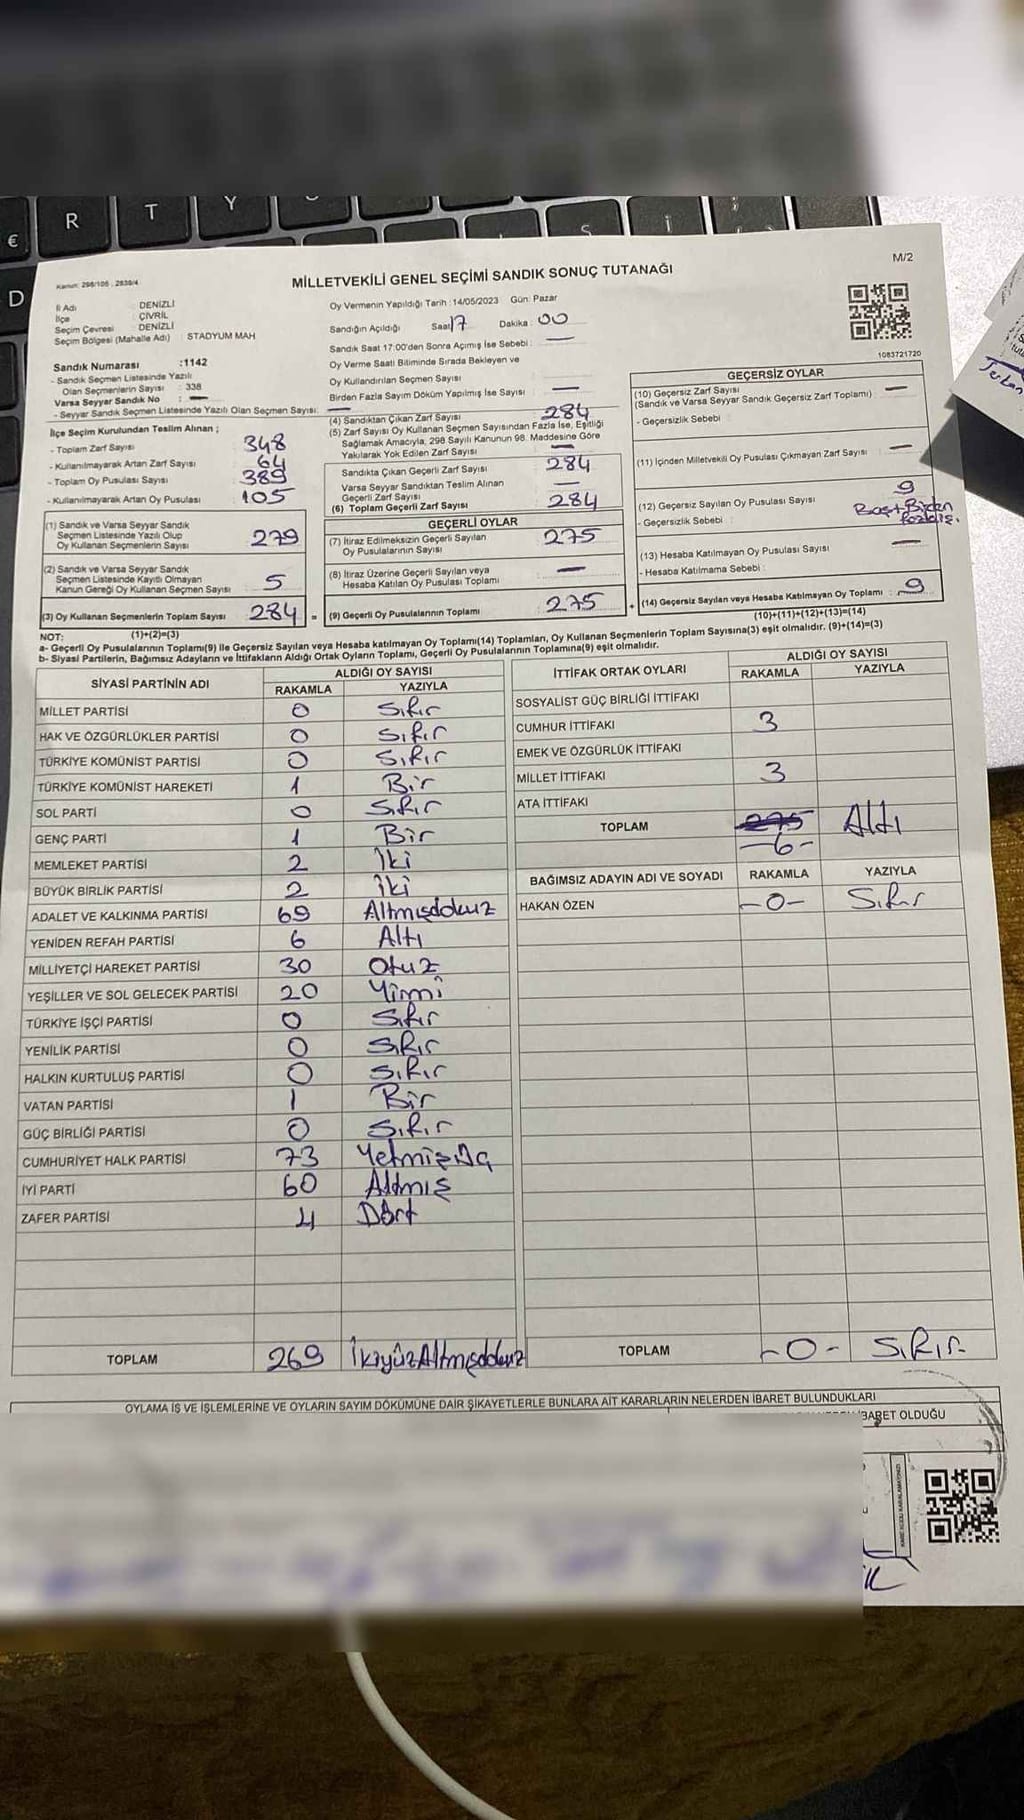 R T Y
€
D
M/2
Kanun: 298/105 , 2839/4
MİLLETVEKİLİ GENEL SEÇİMİ SANDIK SONUÇ TUTANAĞI
İl Adı : DENİZLİ
İlçe : ÇİVRİL
Seçim Çevresi : DENİZLİ
Seçim Bölgesi (Mahalle Adı) : STADYUM MAH
Sandık Numarası :1142
- Sandık Seçmen Listesinde Yazılı
Olan Seçmenlerin Sayısı : 338
Varsa Seyyar Sandık No : —
- Seyyar Sandık Seçmen Listesinde Yazılı Olan Seçmen Sayısı: —
Oy Vermenin Yapıldığı Tarih :14/05/2023 Gün: Pazar
Sandığın Açıldığı Saat 17 Dakika : 00
Sandık Saat 17:00'den Sonra Açımış İse Sebebi : —
Oy Verme Saati Bitiminde Sırada Bekleyen ve
Oy Kullandırılan Seçmen Sayısı
Birden Fazla Sayım Döküm Yapılmış İse Sayısı : —
1083721720
İlçe Seçim Kurulundan Teslim Alınan ;
- Toplam Zarf Sayısı : 348
- Kullanılmayarak Artan Zarf Sayısı : 64
- Toplam Oy Pusulası Sayısı : 389
- Kullanılmayarak Artan Oy Pusulası : 105
(4) Sandıktan Çıkan Zarf Sayısı : 284
(5) Zarf Sayısı Oy Kullanan Seçmen Sayısından Fazla İse, Eşitliği
Sağlamak Amacıyla, 298 Sayılı Kanunun 98. Maddesine Göre
Yakılarak Yok Edilen Zarf Sayısı : —
Sandıkta Çıkan Geçerli Zarf Sayısı 284
Varsa Seyyar Sandıktan Teslim Alınan
Geçerli Zarf Sayısı —
(6) Toplam Geçerli Zarf Sayısı : 284
GEÇERSİZ OYLAR
(10) Geçersiz Zarf Sayısı : —
(Sandık ve Varsa Seyyar Sandık Geçersiz Zarf Toplamı)
- Geçersizlik Sebebi :
(11) İçinden Milletvekili Oy Pusulası Çıkmayan Zarf Sayısı : —
(12) Geçersiz Sayılan Oy Pusulası Sayısı : 9
- Geçersizlik Sebebi :
(13) Hesaba Katılmayan Oy Pusulası Sayısı : —
- Hesaba Katılmama Sebebi :
(14) Geçersiz Sayılan veya Hesaba Katılmayan Oy Toplamı : 9
(10)+(11)+(12)+(13)=(14)
(1) Sandık ve Varsa Seyyar Sandık
Seçmen Listesinde Yazılı Olup
Oy Kullanan Seçmenlerin Sayısı : 279
(2) Sandık ve Varsa Seyyar Sandık
Seçmen Listesinde Kayıtlı Olmayan
Kanun Gereği Oy Kullanan Seçmen Sayısı : 5
(3) Oy Kullanan Seçmenlerin Toplam Sayısı : 284 =
(1)+(2)=(3)
GEÇERLİ OYLAR
(7) İtiraz Edilmeksizin Geçerli Sayılan
Oy Pusulalarının Sayısı : 275
(8) İtiraz Üzerine Geçerli Sayılan veya
Hesaba Katılan Oy Pusulası Toplamı : —
(9) Geçerli Oy Pusulalarının Toplamı : 275 +
NOT:
a- Geçerli Oy Pusulalarının Toplamı(9) ile Geçersiz Sayılan veya Hesaba katılmayan Oy Toplamı(14) Toplamları, Oy Kullanan Seçmenlerin Toplam Sayısına(3) eşit olmalıdır. (9)+(14)=(3)
b- Siyasi Partilerin, Bağımsız Adayların ve İttifakların Aldığı Ortak Oyların Toplamı, Geçerli Oy Pusulalarının Toplamına(9) eşit olmalıdır.
SİYASİ PARTİNİN ADI ALDIĞI OY SAYISI
RAKAMLA YAZIYLA
MİLLET PARTİSİ 0 Sıfır
HAK VE ÖZGÜRLÜKLER PARTİSİ 0 Sıfır
TÜRKİYE KOMÜNİST PARTİSİ 0 Sıfır
TÜRKİYE KOMÜNİST HAREKETİ 1 Bir
SOL PARTİ 0 Sıfır
GENÇ PARTİ 1 Bir
MEMLEKET PARTİSİ 2 İki
BÜYÜK BİRLİK PARTİSİ 2 İki
ADALET VE KALKINMA PARTİSİ 69 Altmışdokuz
YENİDEN REFAH PARTİSİ 6 Altı
MİLLİYETÇİ HAREKET PARTİSİ 30 Otuz
YEŞİLLER VE SOL GELECEK PARTİSİ 20 Yirmi
TÜRKİYE İŞÇİ PARTİSİ 0 Sıfır
YENİLİK PARTİSİ 0 Sıfır
HALKIN KURTULUŞ PARTİSİ 0 Sıfır
VATAN PARTİSİ 1 Bir
GÜÇ BİRLİĞİ PARTİSİ 0 Sıfır
CUMHURİYET HALK PARTİSİ 73 Yetmişüç
İYİ PARTİ 60 Altmış
ZAFER PARTİSİ 4 Dört
TOPLAM 269 İkiyüzAltmışdokuz
İTTİFAK ORTAK OYLARI ALDIĞI OY SAYISI
RAKAMLA YAZIYLA
SOSYALİST GÜÇ BİRLİĞİ İTTİFAKI
CUMHUR İTTİFAKI 3
EMEK VE ÖZGÜRLÜK İTTİFAKI
MİLLET İTTİFAKI 3
ATA İTTİFAKI
TOPLAM 275 Altı
-6-
BAĞIMSIZ ADAYIN ADI VE SOYADI RAKAMLA YAZIYLA
HAKAN ÖZEN -0- Sıfır
TOPLAM -0- SıfıR
OYLAMA İŞ VE İŞLEMLERİNE VE OYLARIN SAYIM DÖKÜMÜNE DAİR ŞİKAYETLERLE BUNLARA AİT KARARLARIN NELERDEN İBARET BULUNDUKLARI
İBARET OLDUĞU